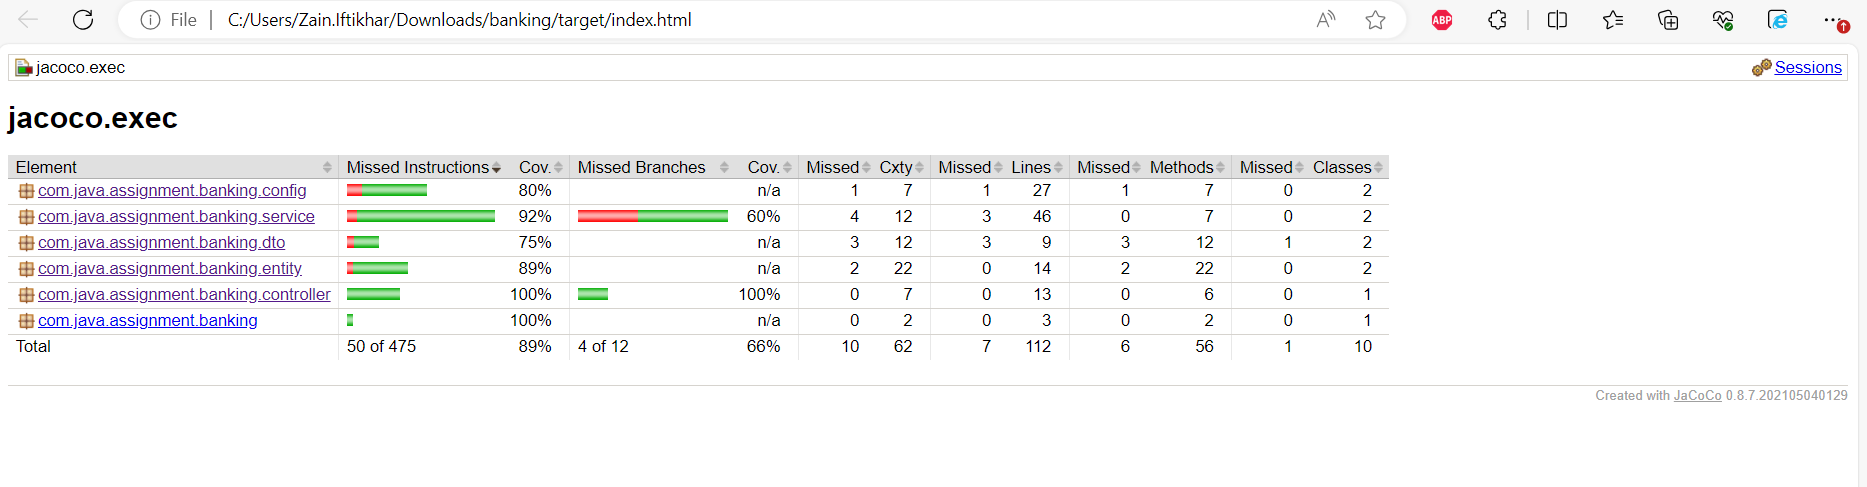 File | C:/Users/Zain.Iftikhar/Downloads/banking/target/index.html ABP
jacoco.exec Sessions
jacoco.exec
Element Missed Instructions Cov. Missed Branches Cov. Missed Cxty Missed Lines Missed Methods Missed Classes
com.java.assignment.banking.config 80% n/a 1 7 1 27 1 7 0 2
com.java.assignment.banking.service 92% 60% 4 12 3 46 0 7 0 2
com.java.assignment.banking.dto 75% n/a 3 12 3 9 3 12 1 2
com.java.assignment.banking.entity 89% n/a 2 22 0 14 2 22 0 2
com.java.assignment.banking.controller 100% 100% 0 7 0 13 0 6 0 1
com.java.assignment.banking 100% n/a 0 2 0 3 0 2 0 1
Total 50 of 475 89% 4 of 12 66% 10 62 7 112 6 56 1 10
Created with JaCoCo 0.8.7.202105040129